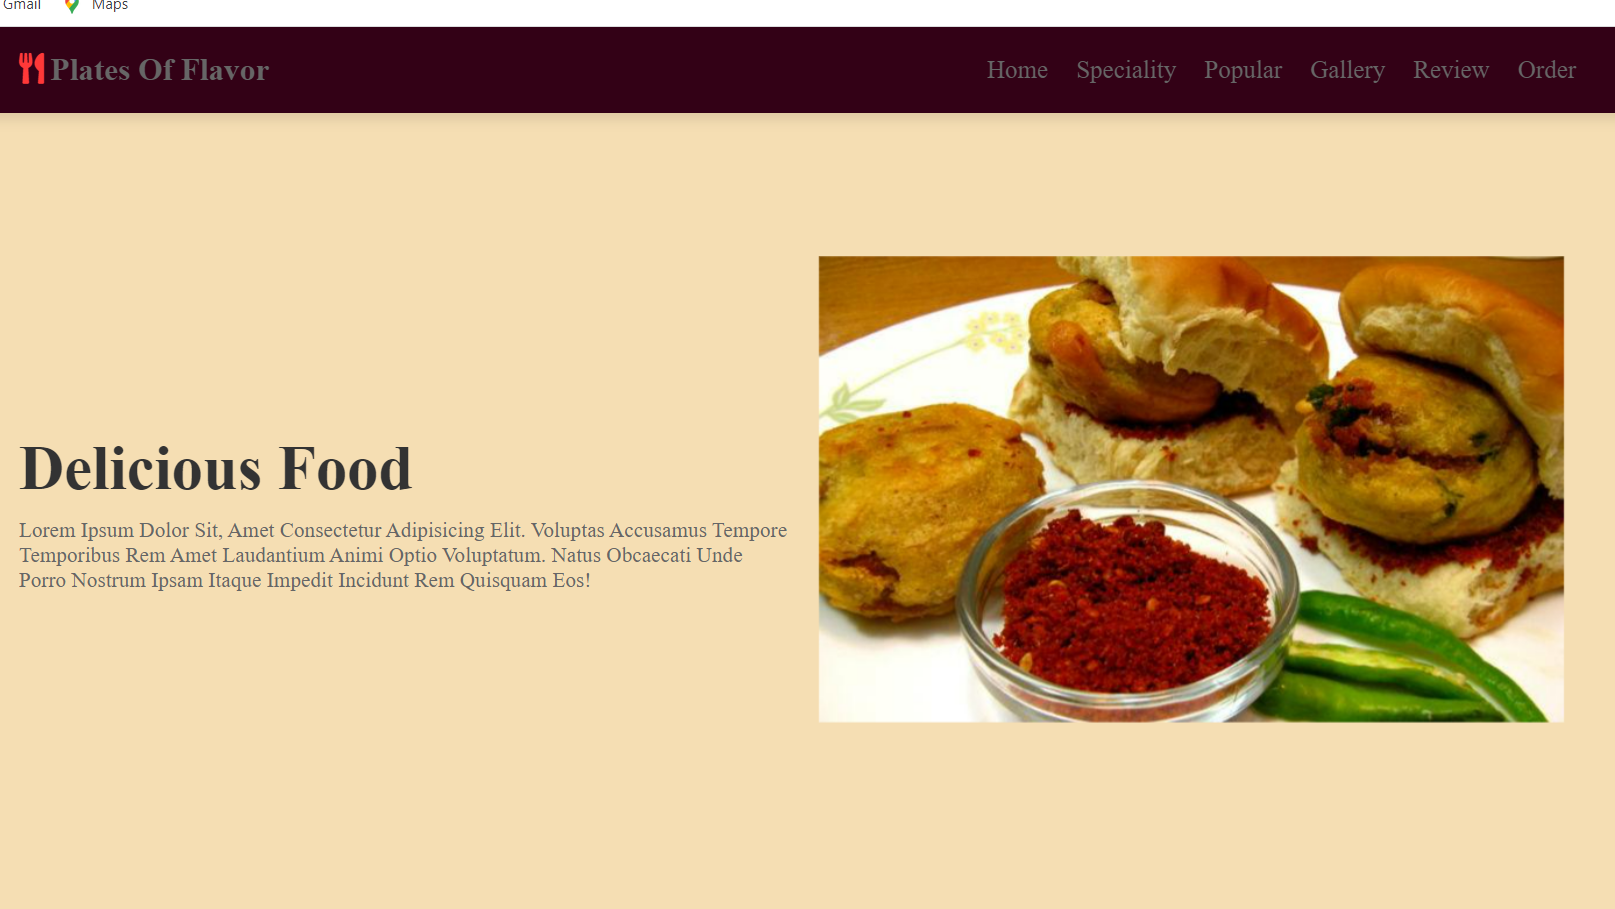 Gmail Maps
Plates Of Flavor
Home Speciality Popular Gallery Review Order
Delicious Food
Lorem Ipsum Dolor Sit, Amet Consectetur Adipisicing Elit. Voluptas Accusamus Tempore
Temporibus Rem Amet Laudantium Animi Optio Voluptatum. Natus Obcaecati Unde
Porro Nostrum Ipsam Itaque Impedit Incidunt Rem Quisquam Eos!